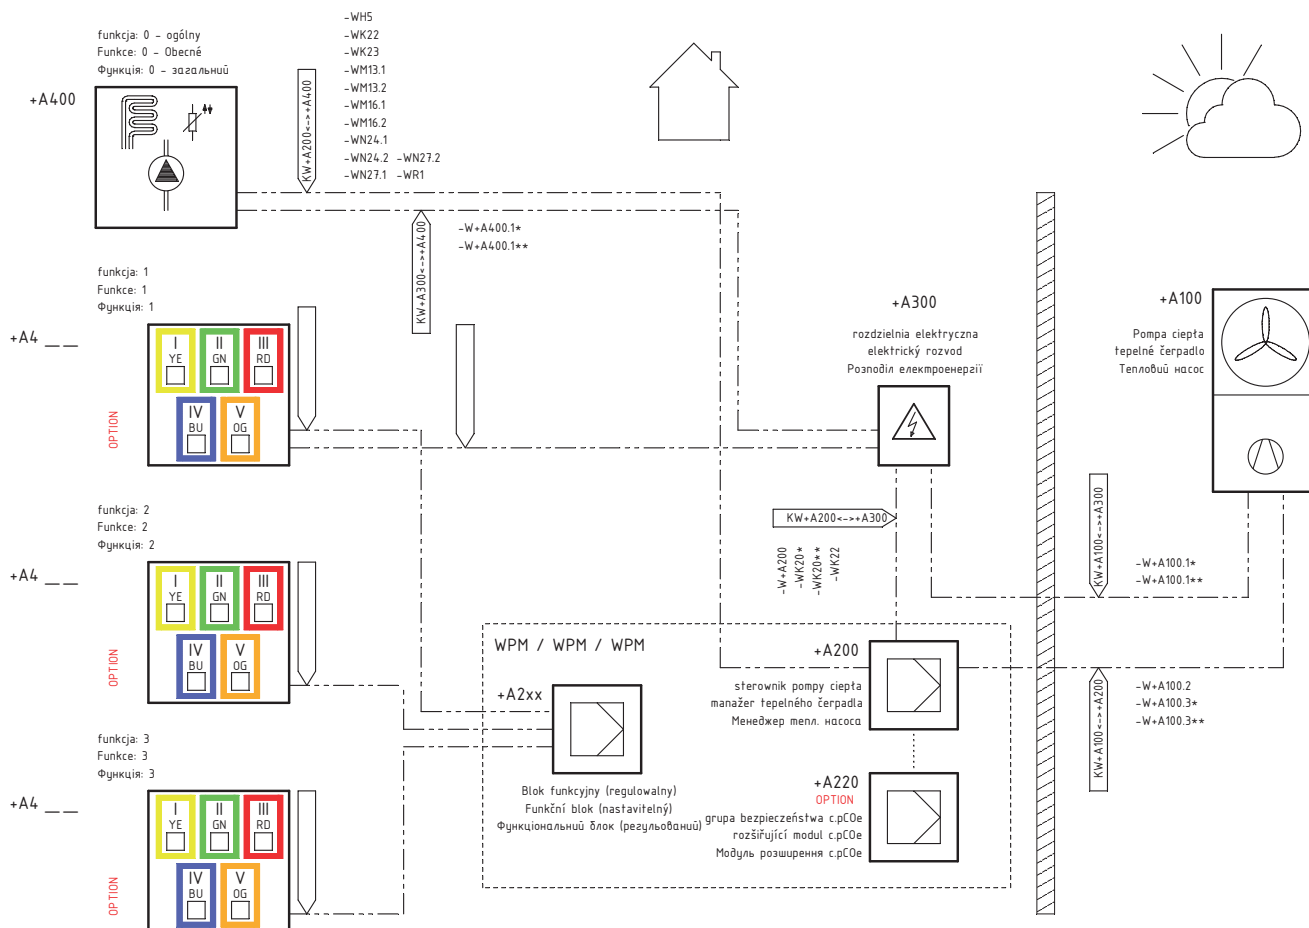 funkcja: 0 - ogólny
Funkce: 0 - Obecné
Функція: 0 - загальний
+A400
KW+A200<->+A400
-WH5
-WK22
-WK23
-WM13.1
-WM13.2
-WM16.1
-WM16.2
-WN24.1
-WN24.2 -WN27.2
-WN27.1 -WR1
KW+A300<->+A400
-W+A400.1*
-W+A400.1**
funkcja: 1
Funkce: 1
Функція: 1
+A4 __ __
I
YE
II
GN
III
RD
IV
BU
V
OG
OPTION
funkcja: 2
Funkce: 2
Функція: 2
+A4 __ __
I
YE
II
GN
III
RD
IV
BU
V
OG
OPTION
funkcja: 3
Funkce: 3
Функція: 3
+A4 __ __
I
YE
II
GN
III
RD
IV
BU
V
OG
OPTION
+A300
rozdzielnia elektryczna
elektrický rozvod
Розподіл електроенергії
KW+A200<->+A300
-W+A200
-WK20*
-WK20**
-WK22
+A100
Pompa ciepła
tepelné čerpadlo
Тепловий насос
KW+A100<->+A300
-W+A100.1*
-W+A100.1**
KW+A100<->+A200
-W+A100.2
-W+A100.3*
-W+A100.3**
WPM / WPM / WPM
+A2xx
Blok funkcyjny (regulowalny)
Funkční blok (nastavitelný)
Функціональний блок (регульований)
+A200
sterownik pompy ciepła
manažer tepelného čerpadla
Менеджер тепл. насоса
+A220
OPTION
grupa bezpieczeństwa c.pCOe
rozšiřující modul c.pCOe
Модуль розширення c.pCOe